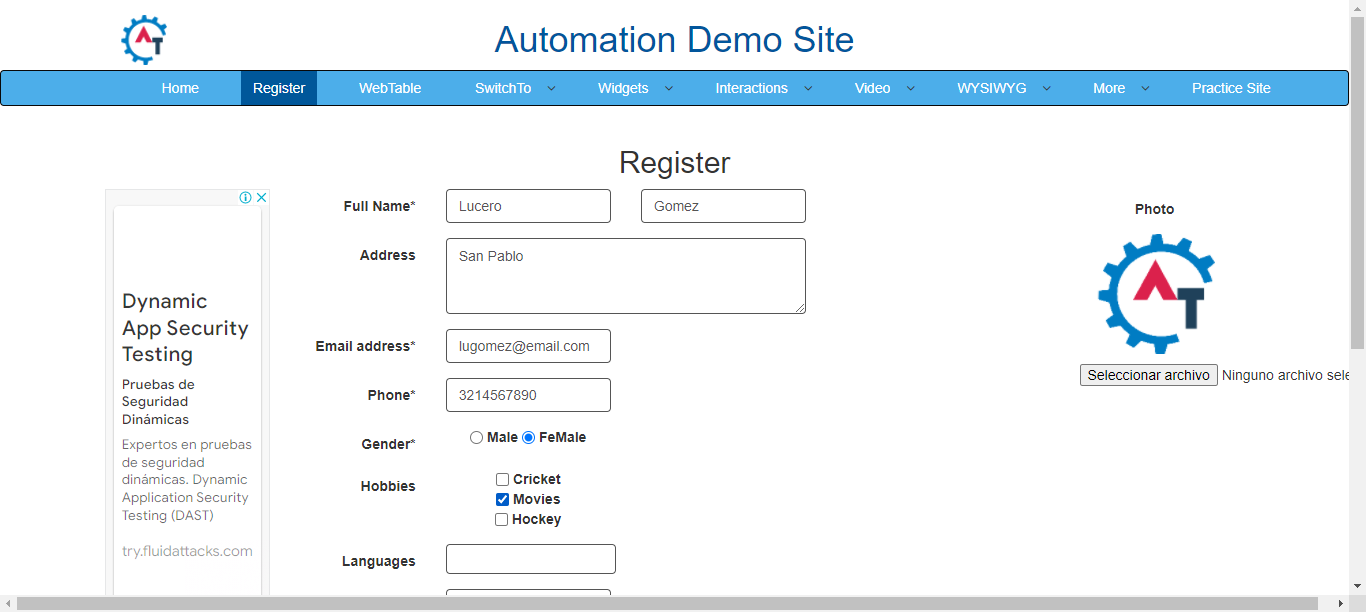 AT
Automation Demo Site
Home Register WebTable SwitchTo Widgets Interactions Video WYSIWYG More Practice Site
Register
Dynamic
App Security
Testing
Pruebas de
Seguridad
Dinámicas
Expertos en pruebas
de seguridad
dinámicas. Dynamic
Application Security
Testing (DAST)
try.fluidattacks.com
Full Name* Lucero Gomez
Address San Pablo
Email address* lugomez@email.com
Phone* 3214567890
Gender* Male FeMale
Hobbies Cricket
Movies
Hockey
Languages
Photo
AT
Seleccionar archivo Ninguno archivo sele